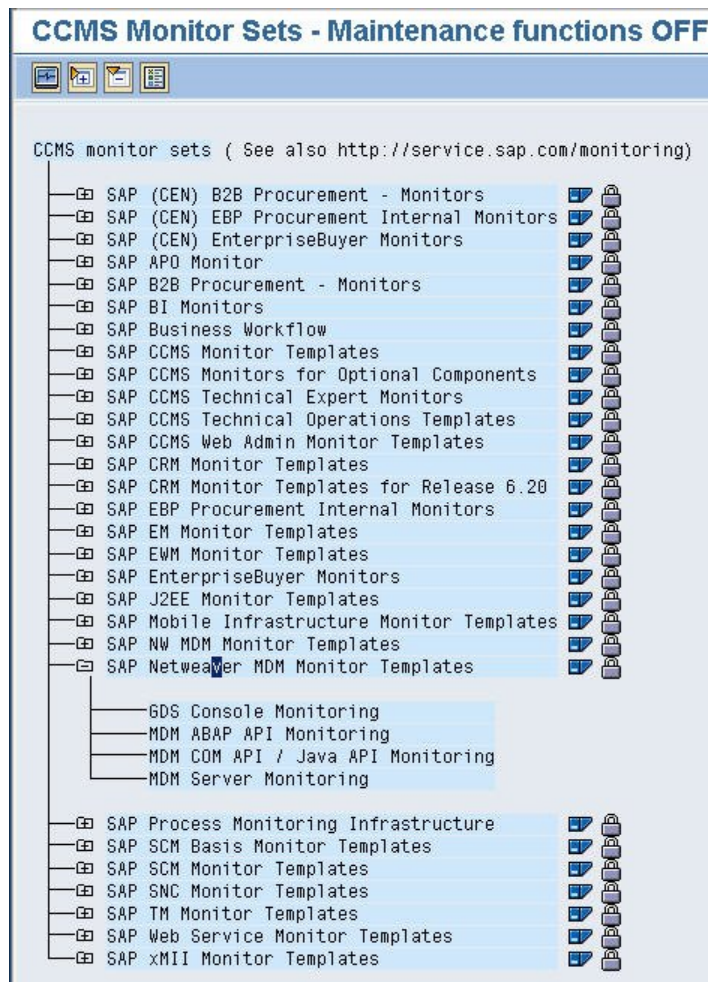 CCMS Monitor Sets - Maintenance functions OFF
CCMS monitor sets ( See also http://service.sap.com/monitoring)
SAP (CEN) B2B Procurement - Monitors
SAP (CEN) EBP Procurement Internal Monitors
SAP (CEN) EnterpriseBuyer Monitors
SAP APO Monitor
SAP B2B Procurement - Monitors
SAP BI Monitors
SAP Business Workflow
SAP CCMS Monitor Templates
SAP CCMS Monitors for Optional Components
SAP CCMS Technical Expert Monitors
SAP CCMS Technical Operations Templates
SAP CCMS Web Admin Monitor Templates
SAP CRM Monitor Templates
SAP CRM Monitor Templates for Release 6.20
SAP EBP Procurement Internal Monitors
SAP EM Monitor Templates
SAP EWM Monitor Templates
SAP EnterpriseBuyer Monitors
SAP J2EE Monitor Templates
SAP Mobile Infrastructure Monitor Templates
SAP NW MDM Monitor Templates
SAP Netweaver MDM Monitor Templates
GDS Console Monitoring
MDM ABAP API Monitoring
MDM COM API / Java API Monitoring
MDM Server Monitoring
SAP Process Monitoring Infrastructure
SAP SCM Basis Monitor Templates
SAP SCM Monitor Templates
SAP SNC Monitor Templates
SAP TM Monitor Templates
SAP Web Service Monitor Templates
SAP xMII Monitor Templates